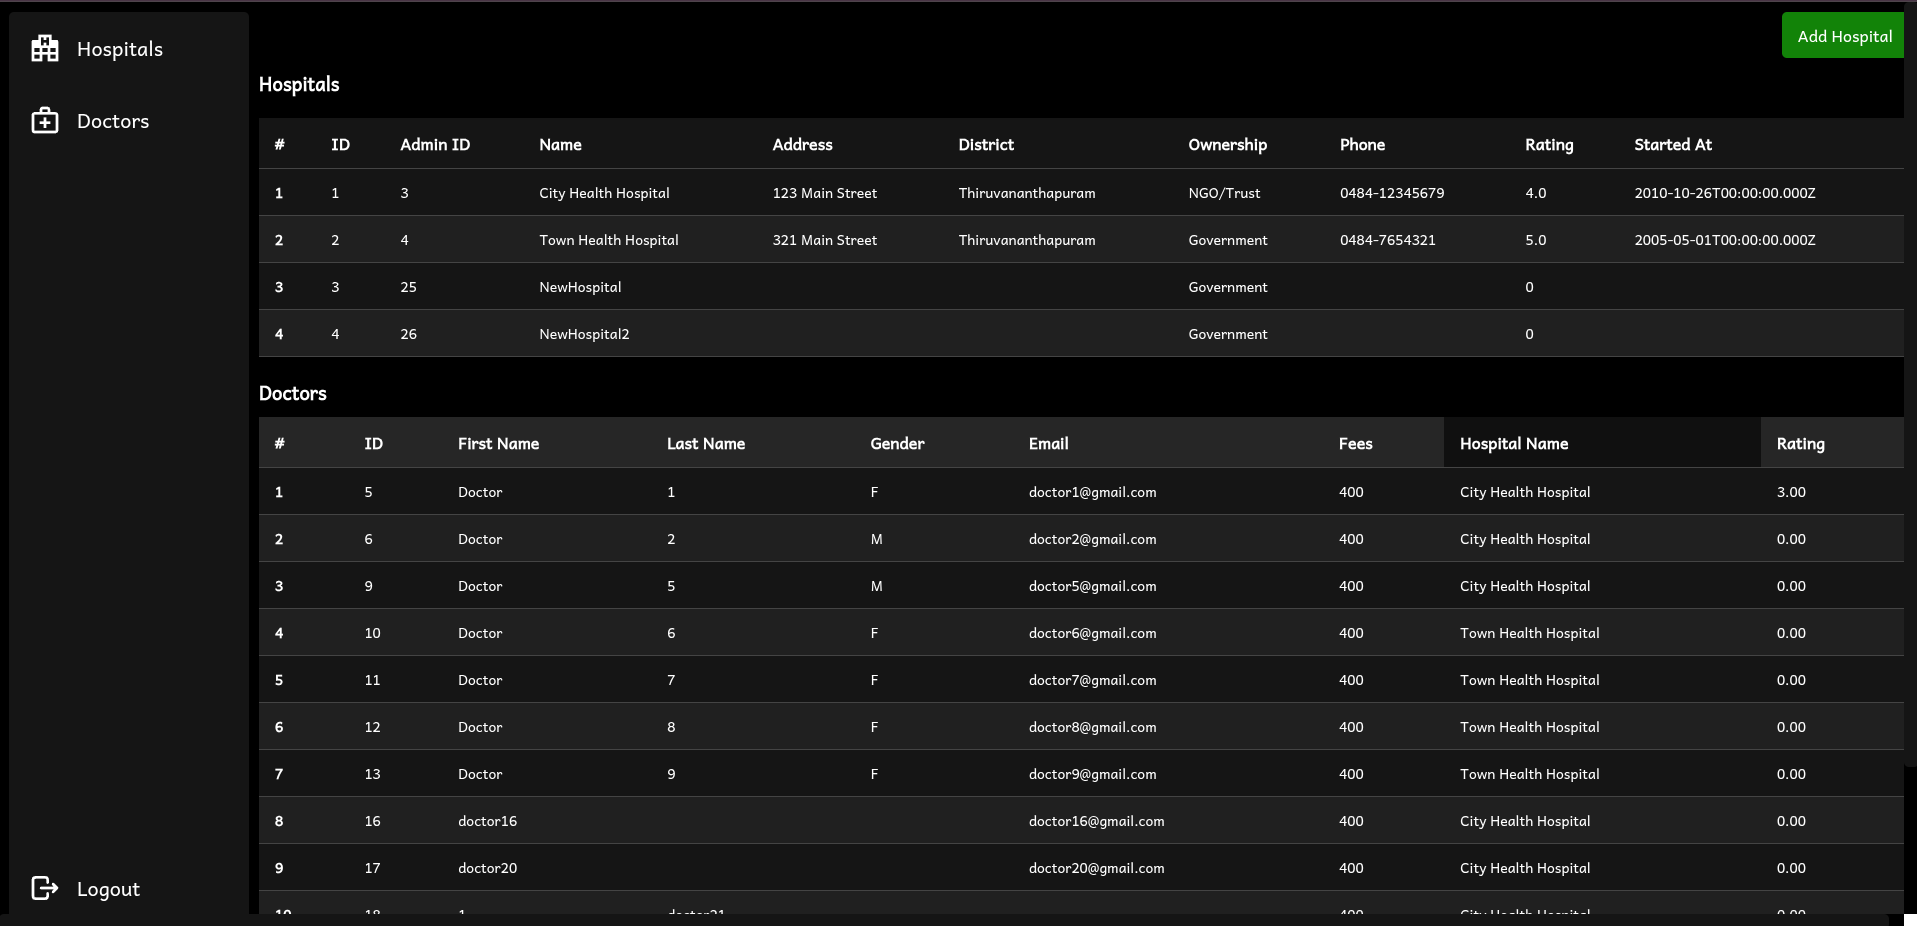 Hospitals
Doctors
Logout
Add Hospital
Hospitals
# ID Admin ID Name Address District Ownership Phone Rating Started At
1 1 3 City Health Hospital 123 Main Street Thiruvananthapuram NGO/Trust 0484-12345679 4.0 2010-10-26T00:00:00.000Z
2 2 4 Town Health Hospital 321 Main Street Thiruvananthapuram Government 0484-7654321 5.0 2005-05-01T00:00:00.000Z
3 3 25 NewHospital Government 0
4 4 26 NewHospital2 Government 0
Doctors
# ID First Name Last Name Gender Email Fees Hospital Name Rating
1 5 Doctor 1 F doctor1@gmail.com 400 City Health Hospital 3.00
2 6 Doctor 2 M doctor2@gmail.com 400 City Health Hospital 0.00
3 9 Doctor 5 M doctor5@gmail.com 400 City Health Hospital 0.00
4 10 Doctor 6 F doctor6@gmail.com 400 Town Health Hospital 0.00
5 11 Doctor 7 F doctor7@gmail.com 400 Town Health Hospital 0.00
6 12 Doctor 8 F doctor8@gmail.com 400 Town Health Hospital 0.00
7 13 Doctor 9 F doctor9@gmail.com 400 Town Health Hospital 0.00
8 16 doctor16 doctor16@gmail.com 400 City Health Hospital 0.00
9 17 doctor20 doctor20@gmail.com 400 City Health Hospital 0.00
10 18 1 doctor21 400 City Health Hospital 0.00